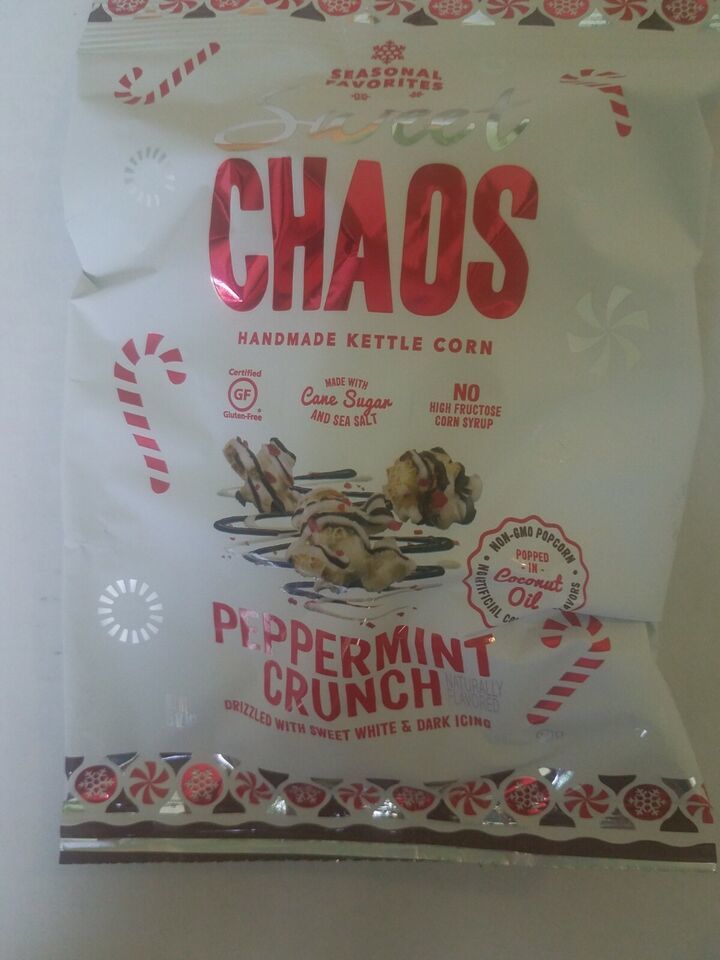 SEASONAL
FAVORITES
Sweet
CHAOS
HANDMADE KETTLE CORN
Certified
GF
Gluten-Free
MADE WITH
Cane Sugar
AND SEA SALT
NO
HIGH FRUCTOSE
CORN SYRUP
NON-GMO POPCORN
POPPED
- IN -
Coconut
Oil
PEPPERMINT
CRUNCH
NATURALLY
FLAVORED
DRIZZLED WITH SWEET WHITE & DARK ICING